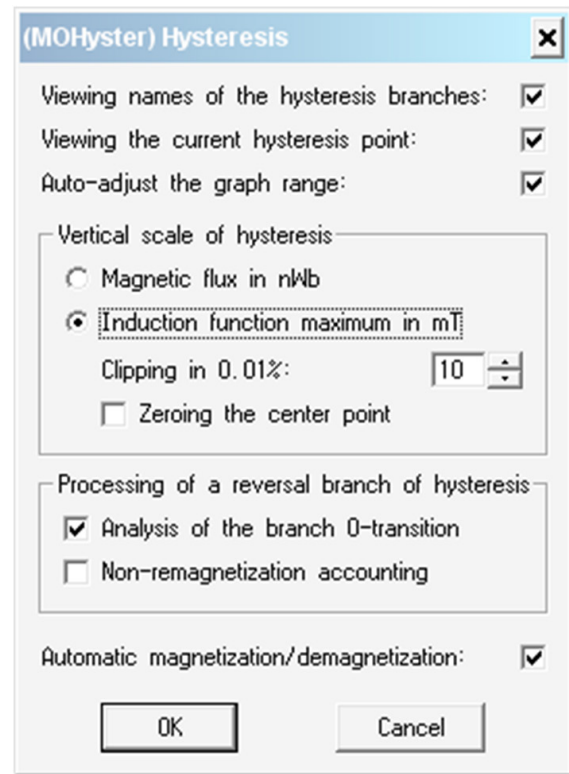 (MOHyster) Hysteresis
Viewing names of the hysteresis branches:
Viewing the current hysteresis point:
Auto-adjust the graph range:
Vertical scale of hysteresis
Magnetic flux in nWb
Induction function maximum in mT
Clipping in 0.01%: 10
Zeroing the center point
Processing of a reversal branch of hysteresis
Analysis of the branch 0-transition
Non-remagnetization accounting
Automatic magnetization/demagnetization:
OK Cancel